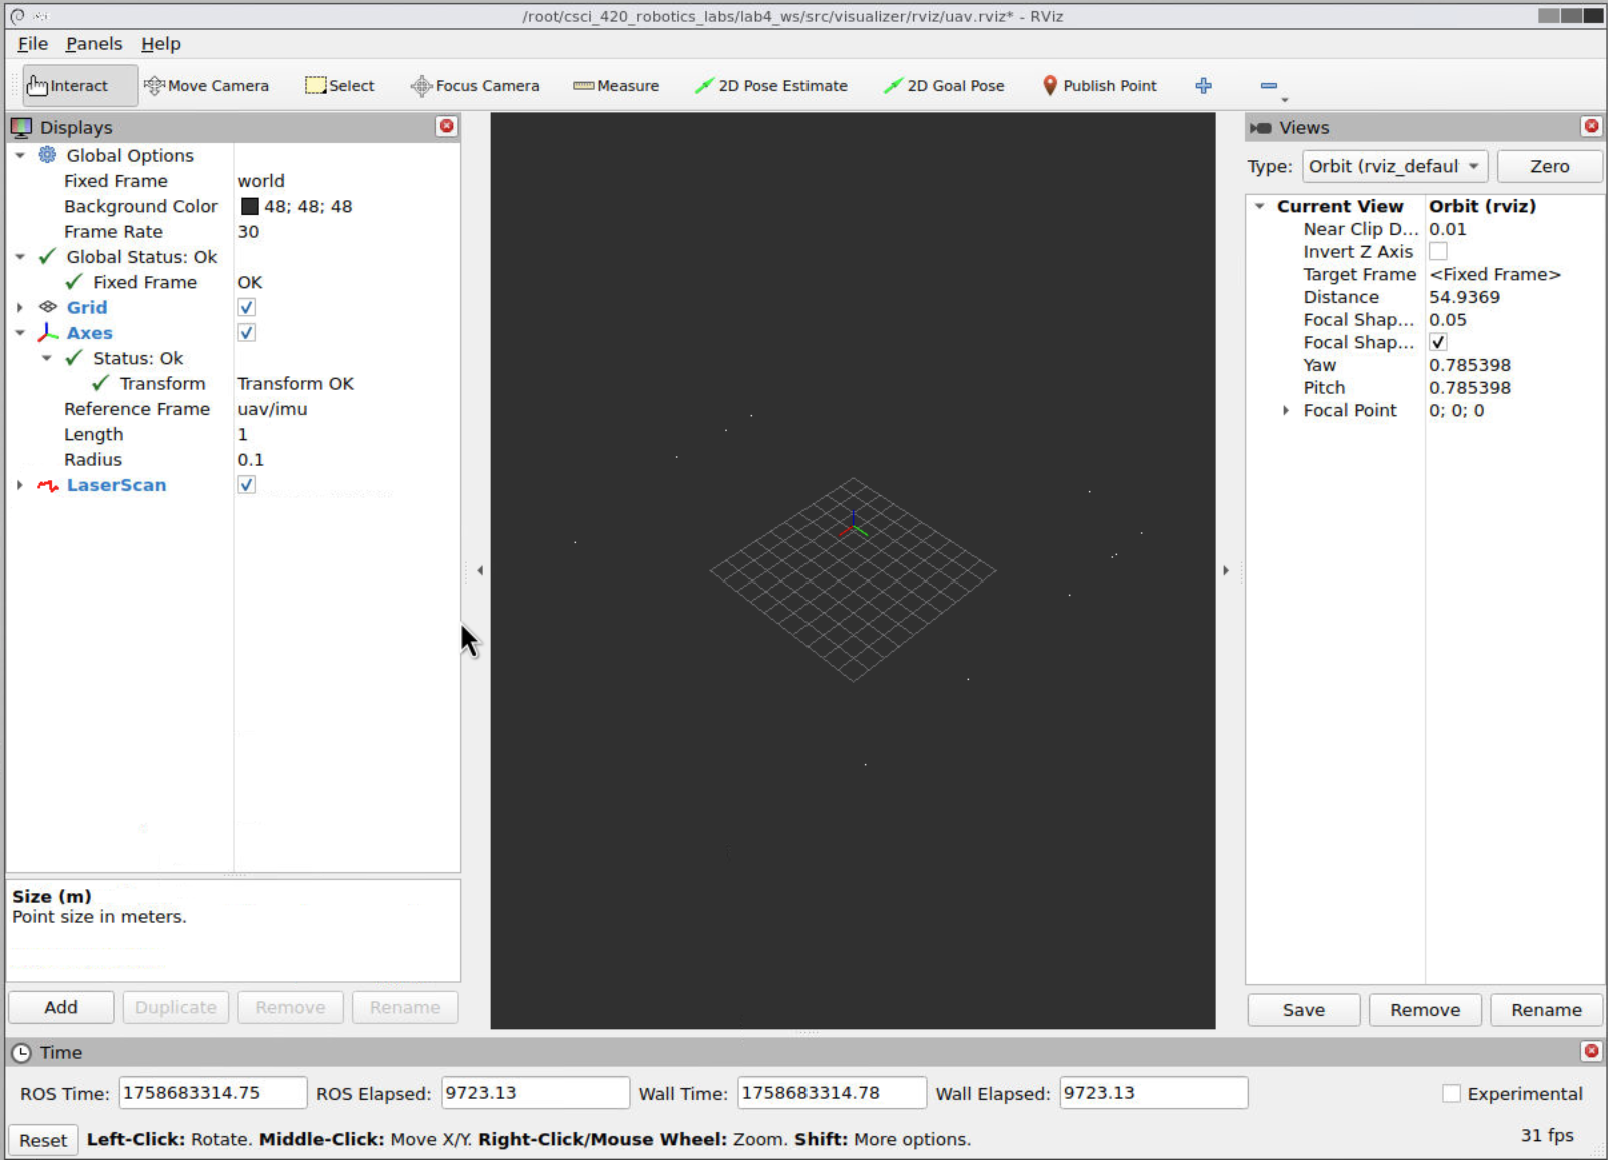 /root/csci_420_robotics_labs/lab4_ws/src/visualizer/rviz/uav.rviz* - RViz
File Panels Help
Interact Move Camera Select Focus Camera Measure 2D Pose Estimate 2D Goal Pose Publish Point
Displays
Global Options
Fixed Frame world
Background Color 48; 48; 48
Frame Rate 30
Global Status: Ok
Fixed Frame OK
Grid
Axes
Status: Ok
Transform Transform OK
Reference Frame uav/imu
Length 1
Radius 0.1
LaserScan
Size (m)
Point size in meters.
Add Duplicate Remove Rename
Views
Type: Orbit (rviz_defaul Zero
Current View Orbit (rviz)
Near Clip D... 0.01
Invert Z Axis
Target Frame <Fixed Frame>
Distance 54.9369
Focal Shap... 0.05
Focal Shap...
Yaw 0.785398
Pitch 0.785398
Focal Point 0; 0; 0
Save Remove Rename
Time
ROS Time: 1758683314.75 ROS Elapsed: 9723.13 Wall Time: 1758683314.78 Wall Elapsed: 9723.13 Experimental
Reset Left-Click: Rotate. Middle-Click: Move X/Y. Right-Click/Mouse Wheel: Zoom. Shift: More options. 31 fps